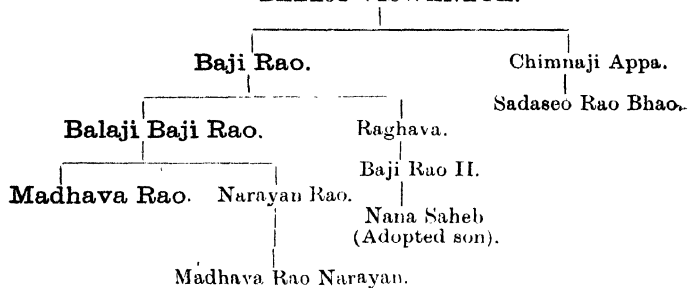 Baji Rao. Chimnaji Appa.
Sadaseo Rao Bhao.
Balaji Baji Rao. Raghava.
Baji Rao II.
Madhava Rao. Narayan Rao.
Nana Saheb
(Adopted son).
Madhava Rao Narayan.